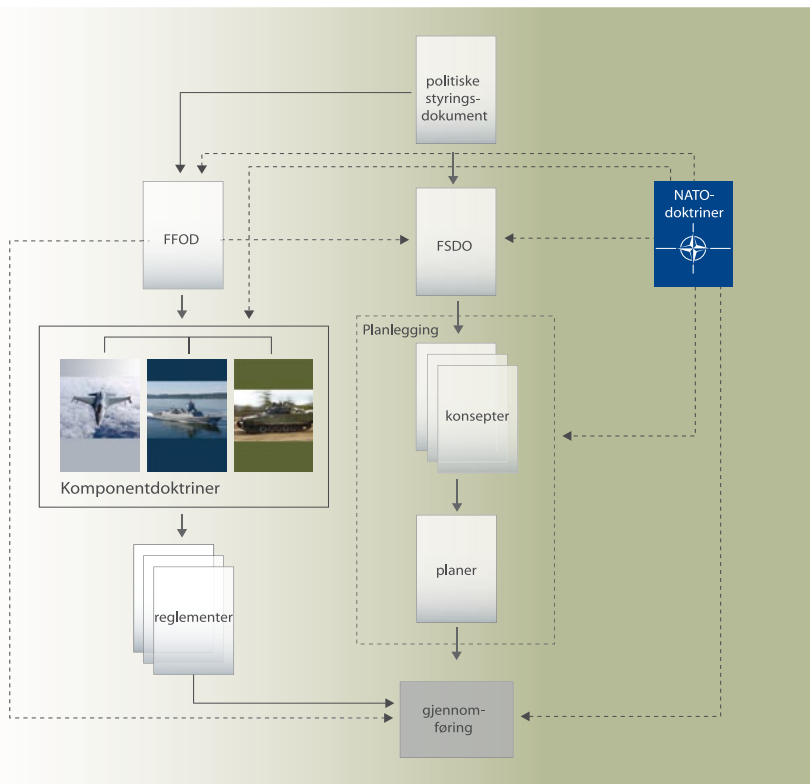 politiske
styrings-
dokument
NATO-
doktriner
FFOD
FSDO
Planlegging
konsepter
Komponentdoktriner
planer
reglementer
gjennom-
føring